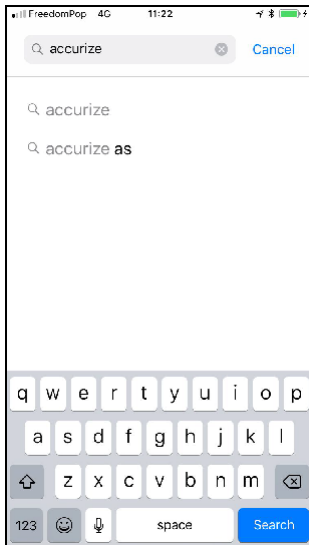 FreedomPop 4G 11:22
accurize Cancel
accurize
accurize as
q w e r t y u i o p
a s d f g h j k l
z x c v b n m
123 space Search